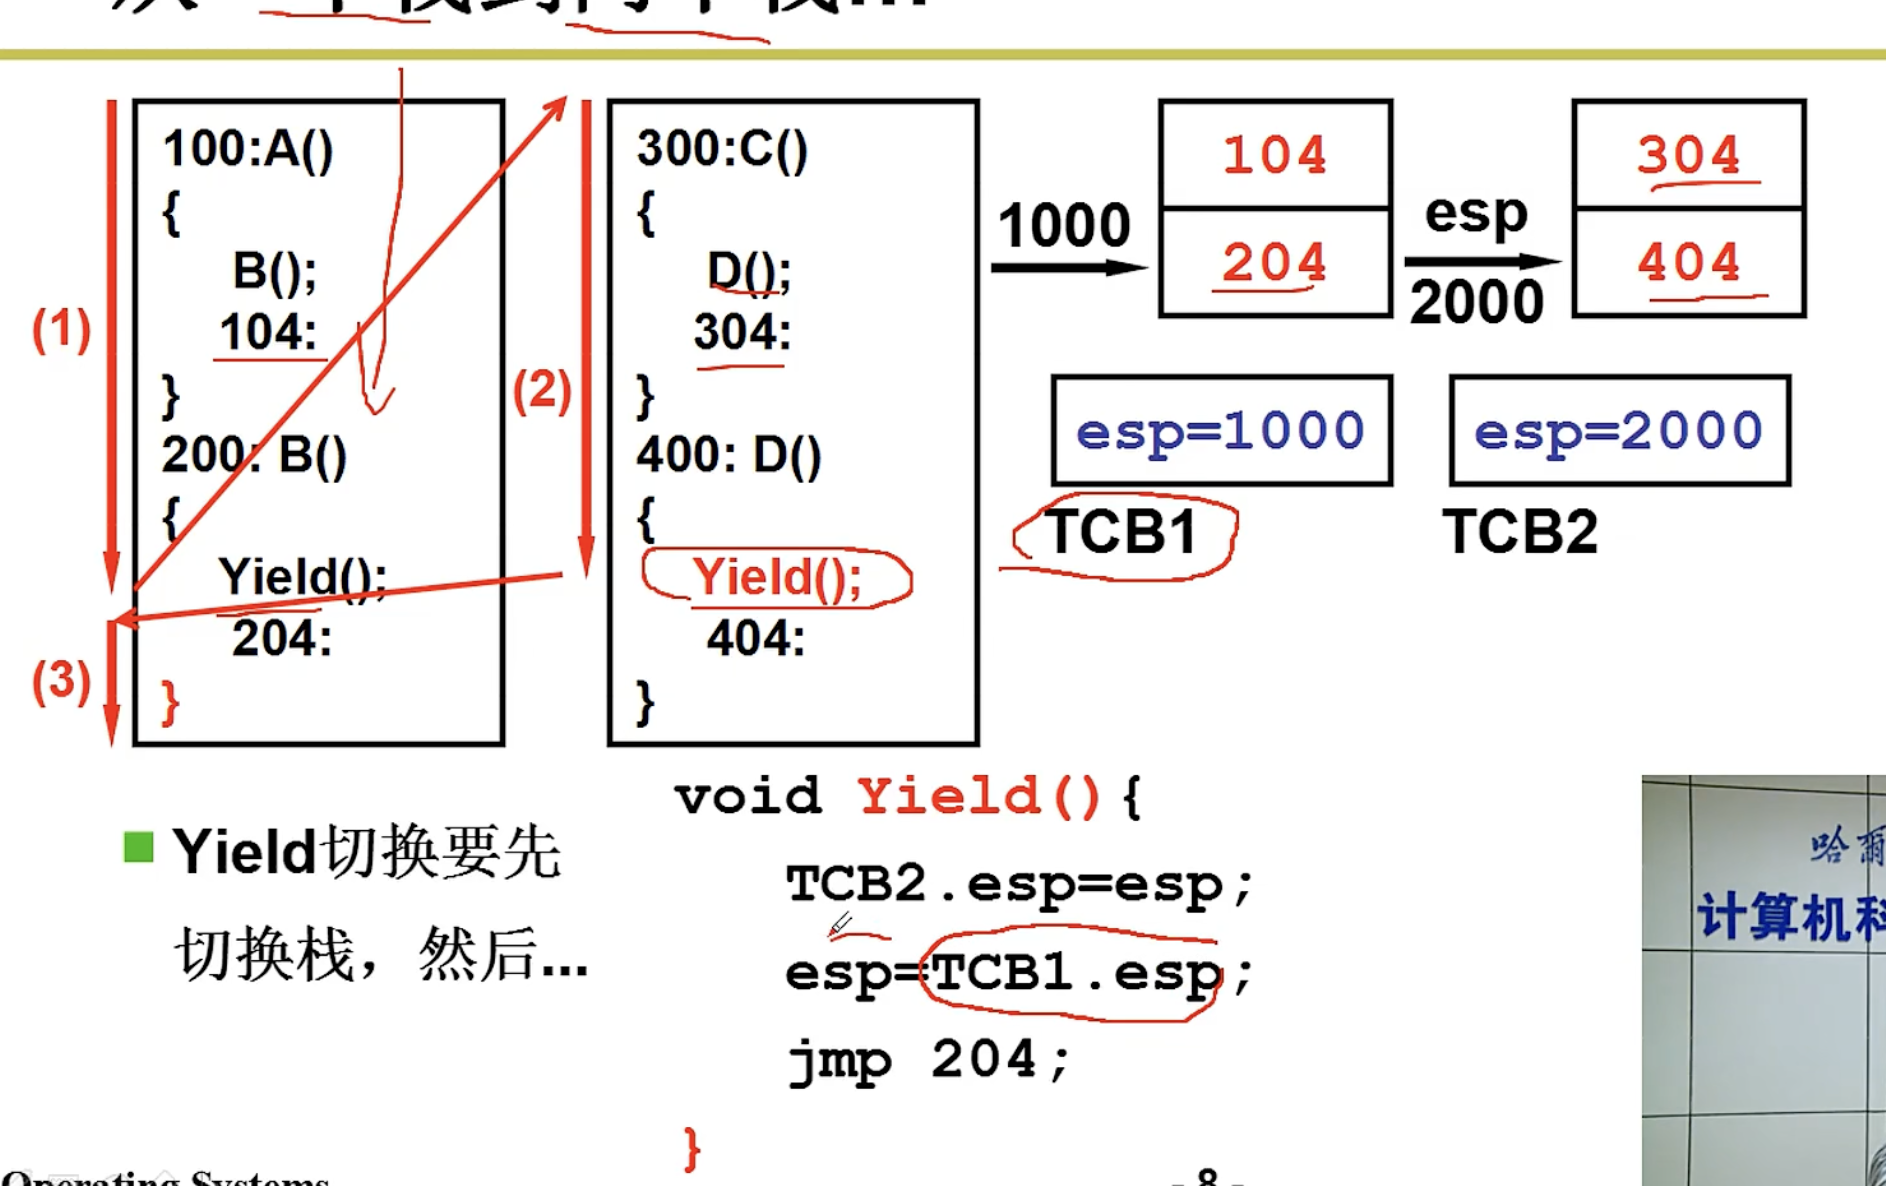 100:A()
{
B();
104:
}
200: B()
{
Yield();
204:
}
(1)
(2)
(3)
300:C()
{
D();
304:
}
400: D()
{
Yield();
404:
}
1000
104
204
esp
2000
304
404
esp=1000
TCB1
esp=2000
TCB2
Yield切换要先
切换栈，然后...
void Yield(){
TCB2.esp=esp;
esp=TCB1.esp;
jmp 204;
}
哈爾
计算机科
Operating Systems
- 8 -